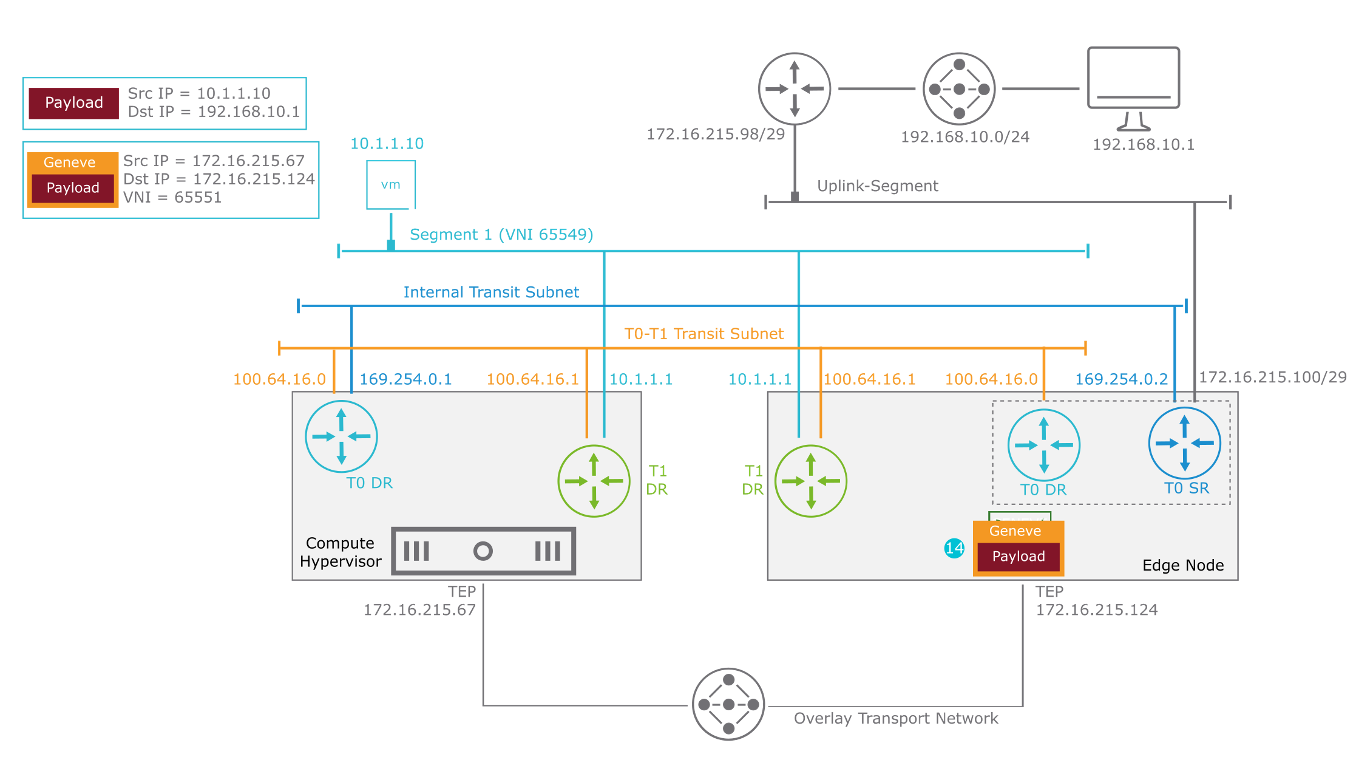 Payload
Src IP = 10.1.1.10
Dst IP = 192.168.10.1
Geneve
Payload
Src IP = 172.16.215.67
Dst IP = 172.16.215.124
VNI = 65551
10.1.1.10
vm
172.16.215.98/29
192.168.10.0/24
192.168.10.1
Uplink-Segment
Segment 1 (VNI 65549)
Internal Transit Subnet
T0-T1 Transit Subnet
100.64.16.0
169.254.0.1
100.64.16.1
10.1.1.1
10.1.1.1
100.64.16.1
100.64.16.0
169.254.0.2
172.16.215.100/29
T0 DR
T1
DR
T1
DR
T0 DR
T0 SR
Compute
Hypervisor
14
Geneve
Payload
Edge Node
TEP
172.16.215.67
TEP
172.16.215.124
Overlay Transport Network